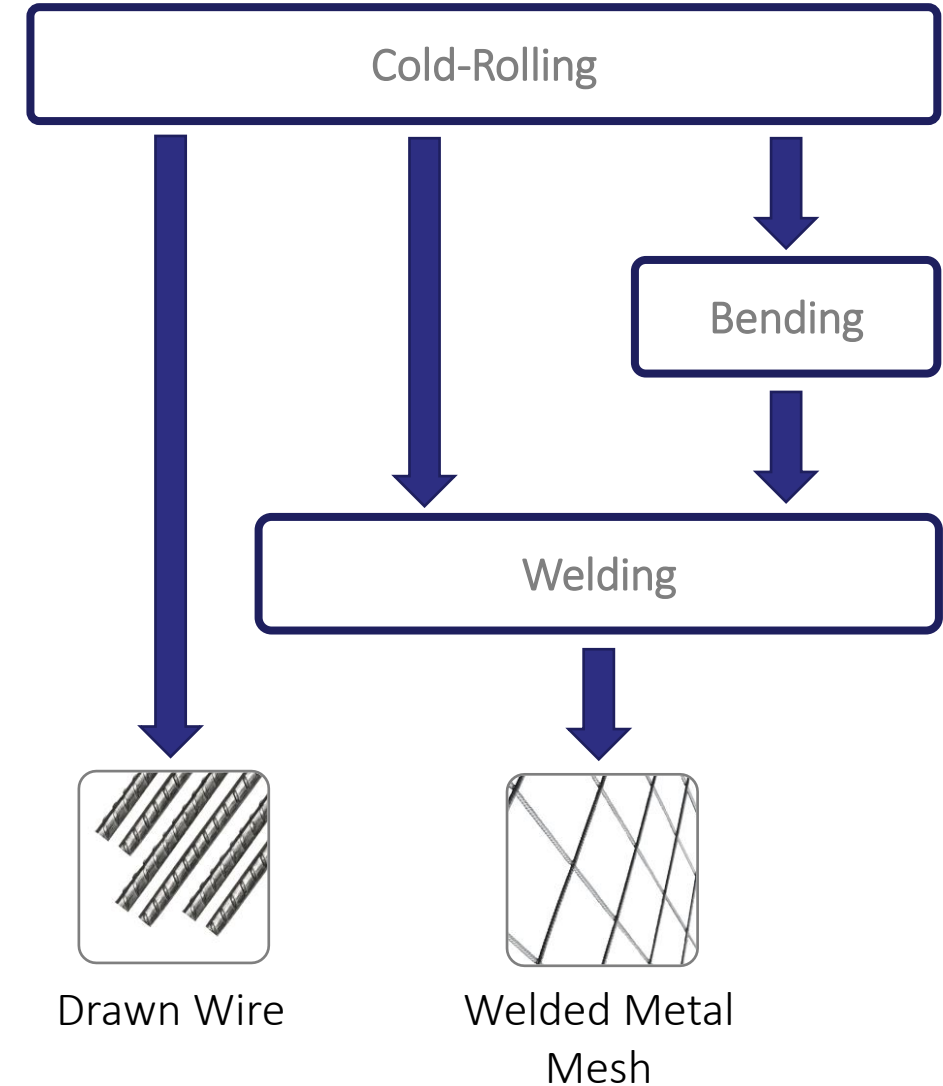 Cold-Rolling
Bending
Welding
Drawn Wire
Welded Metal
Mesh